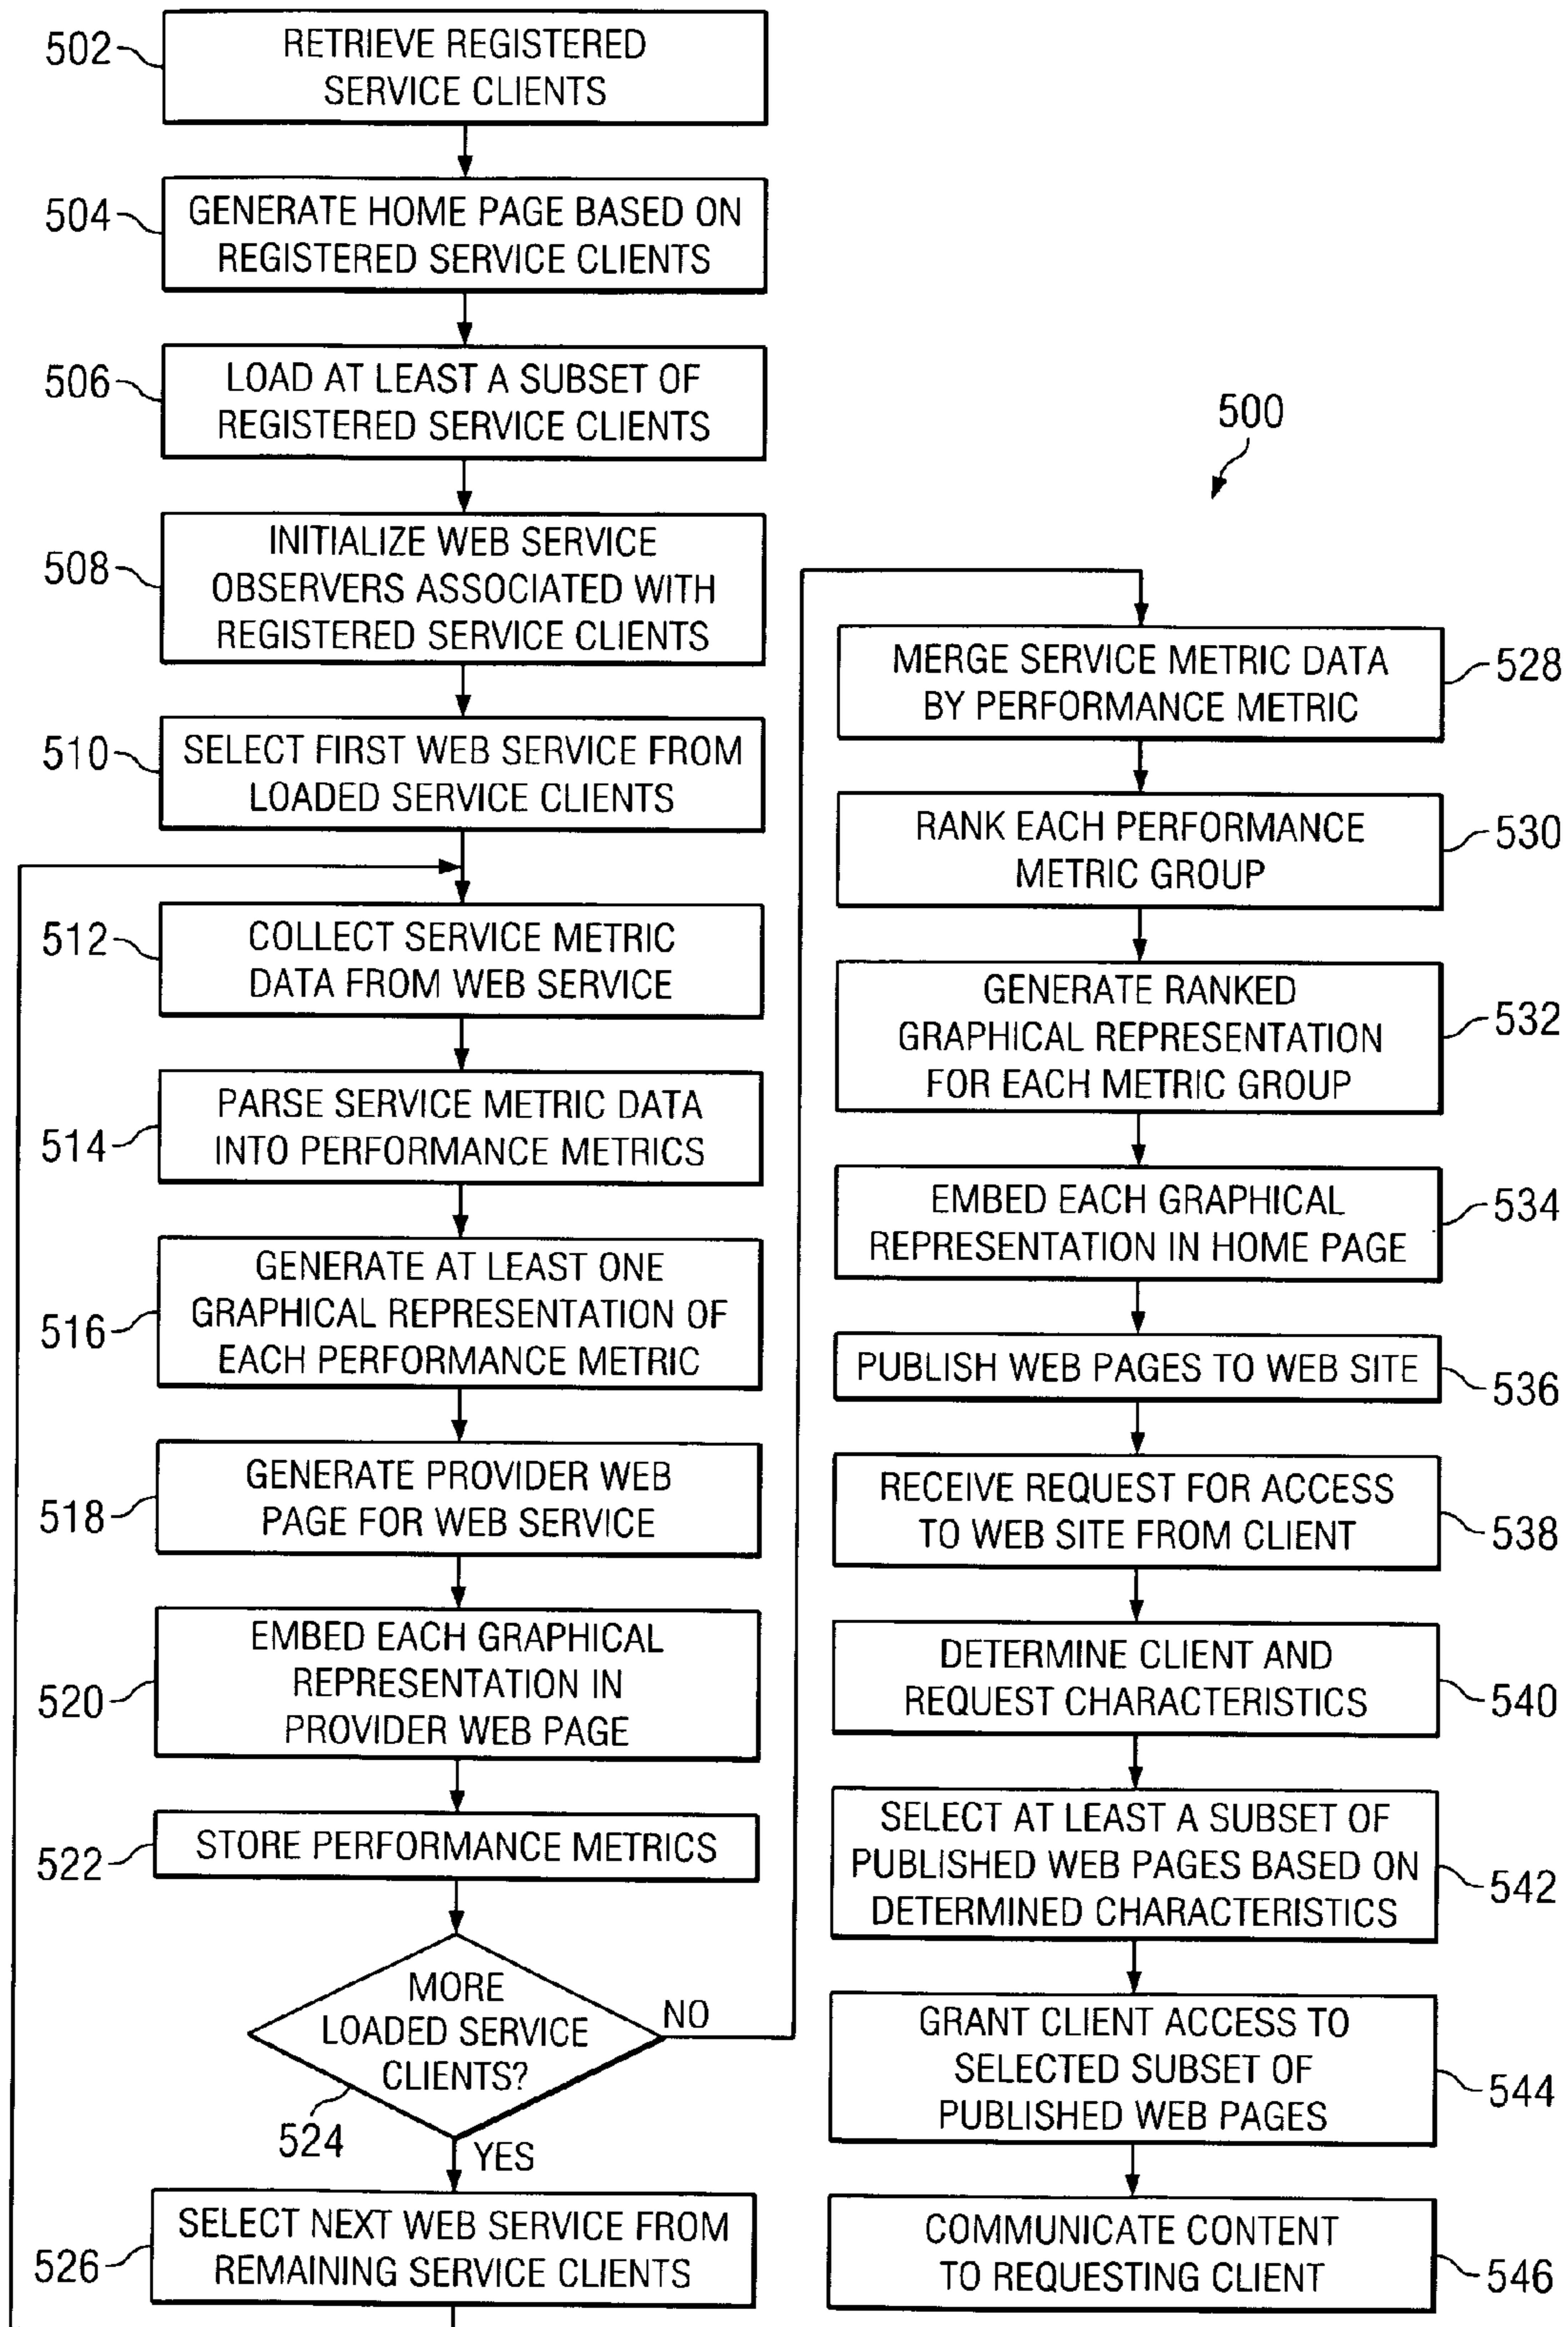 502
RETRIEVE REGISTERED
SERVICE CLIENTS
504
GENERATE HOME PAGE BASED ON
REGISTERED SERVICE CLIENTS
506
LOAD AT LEAST A SUBSET OF
REGISTERED SERVICE CLIENTS
508
INITIALIZE WEB SERVICE
OBSERVERS ASSOCIATED WITH
REGISTERED SERVICE CLIENTS
510
SELECT FIRST WEB SERVICE FROM
LOADED SERVICE CLIENTS
512
COLLECT SERVICE METRIC
DATA FROM WEB SERVICE
514
PARSE SERVICE METRIC DATA
INTO PERFORMANCE METRICS
516
GENERATE AT LEAST ONE
GRAPHICAL REPRESENTATION OF
EACH PERFORMANCE METRIC
518
GENERATE PROVIDER WEB
PAGE FOR WEB SERVICE
520
EMBED EACH GRAPHICAL
REPRESENTATION IN
PROVIDER WEB PAGE
522
STORE PERFORMANCE METRICS
MORE
LOADED SERVICE
CLIENTS?
524
NO
YES
526
SELECT NEXT WEB SERVICE FROM
REMAINING SERVICE CLIENTS
500
MERGE SERVICE METRIC DATA
BY PERFORMANCE METRIC
528
RANK EACH PERFORMANCE
METRIC GROUP
530
GENERATE RANKED
GRAPHICAL REPRESENTATION
FOR EACH METRIC GROUP
532
EMBED EACH GRAPHICAL
REPRESENTATION IN HOME PAGE
534
PUBLISH WEB PAGES TO WEB SITE
536
RECEIVE REQUEST FOR ACCESS
TO WEB SITE FROM CLIENT
538
DETERMINE CLIENT AND
REQUEST CHARACTERISTICS
540
SELECT AT LEAST A SUBSET OF
PUBLISHED WEB PAGES BASED ON
DETERMINED CHARACTERISTICS
542
GRANT CLIENT ACCESS TO
SELECTED SUBSET OF
PUBLISHED WEB PAGES
544
COMMUNICATE CONTENT
TO REQUESTING CLIENT
546